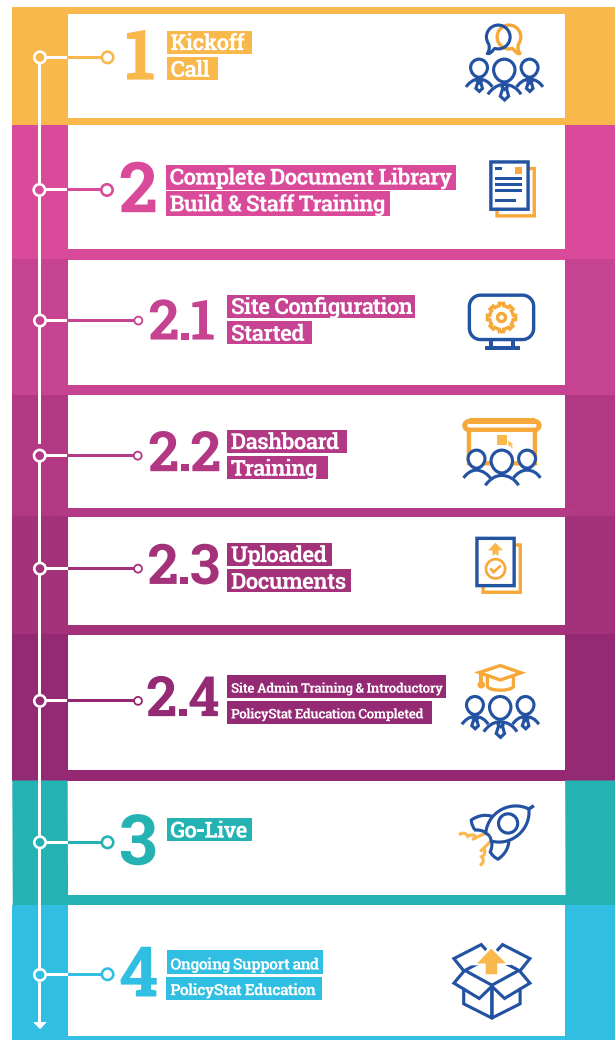 1 Kickoff
Call
2 Complete Document Library
Build & Staff Training
2.1 Site Configuration
Started
2.2 Dashboard
Training
2.3 Uploaded
Documents
2.4 Site Admin Training & Introductory
PolicyStat Education Completed
3 Go-Live
4 Ongoing Support and
PolicyStat Education